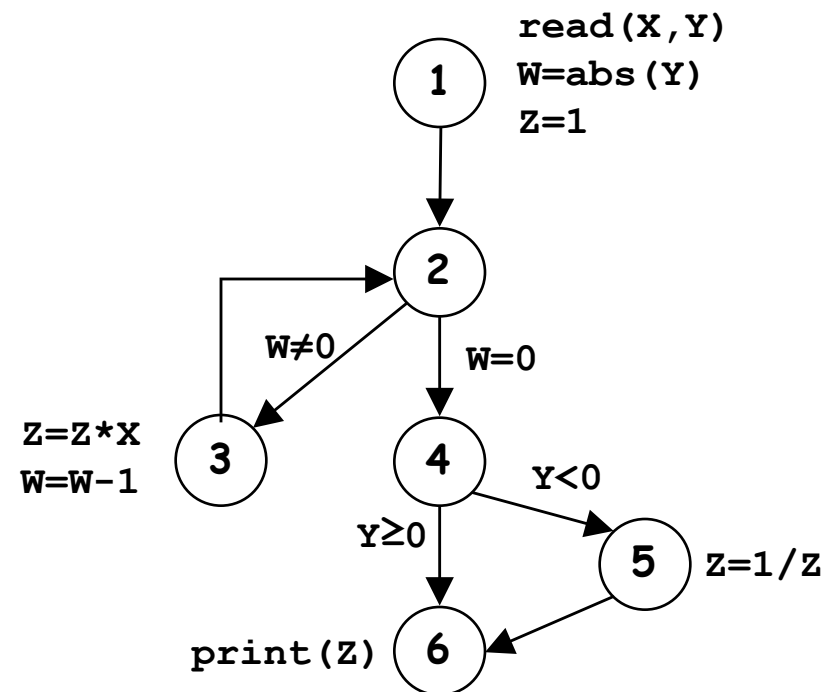 read(X,Y)
W=abs(Y)
Z=1
1
2
W≠0
W=0
Z=Z*X
W=W-1
3
4
Y<0
Y≥0
5
Z=1/Z
print(Z)
6